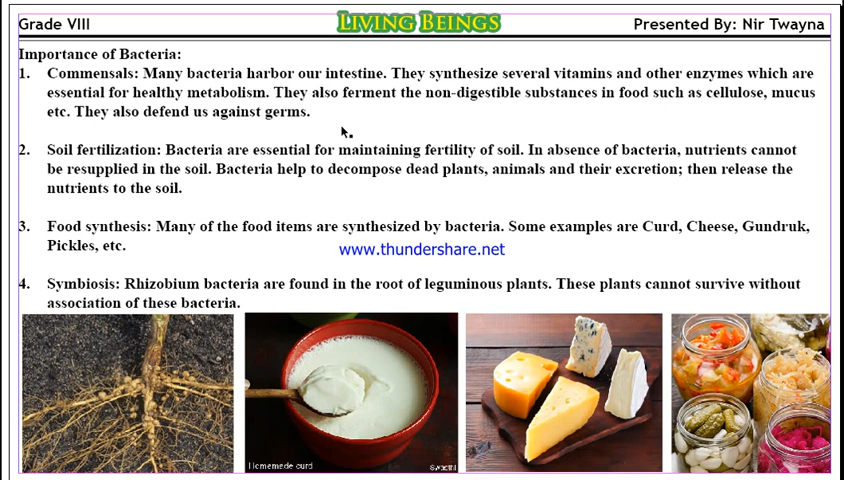 Grade VIII
LIVING BEINGS
Presented By: Nir Twayna
Importance of Bacteria:
1. Commensals: Many bacteria harbor our intestine. They synthesize several vitamins and other enzymes which are
essential for healthy metabolism. They also ferment the non-digestible substances in food such as cellulose, mucus
etc. They also defend us against germs.
2. Soil fertilization: Bacteria are essential for maintaining fertility of soil. In absence of bacteria, nutrients cannot
be resupplied in the soil. Bacteria help to decompose dead plants, animals and their excretion; then release the
nutrients to the soil.
3. Food synthesis: Many of the food items are synthesized by bacteria. Some examples are Curd, Cheese, Gundruk,
Pickles, etc.
www.thundershare.net
4. Symbiosis: Rhizobium bacteria are found in the root of leguminous plants. These plants cannot survive without
association of these bacteria.
Homemade curd
Swasthi